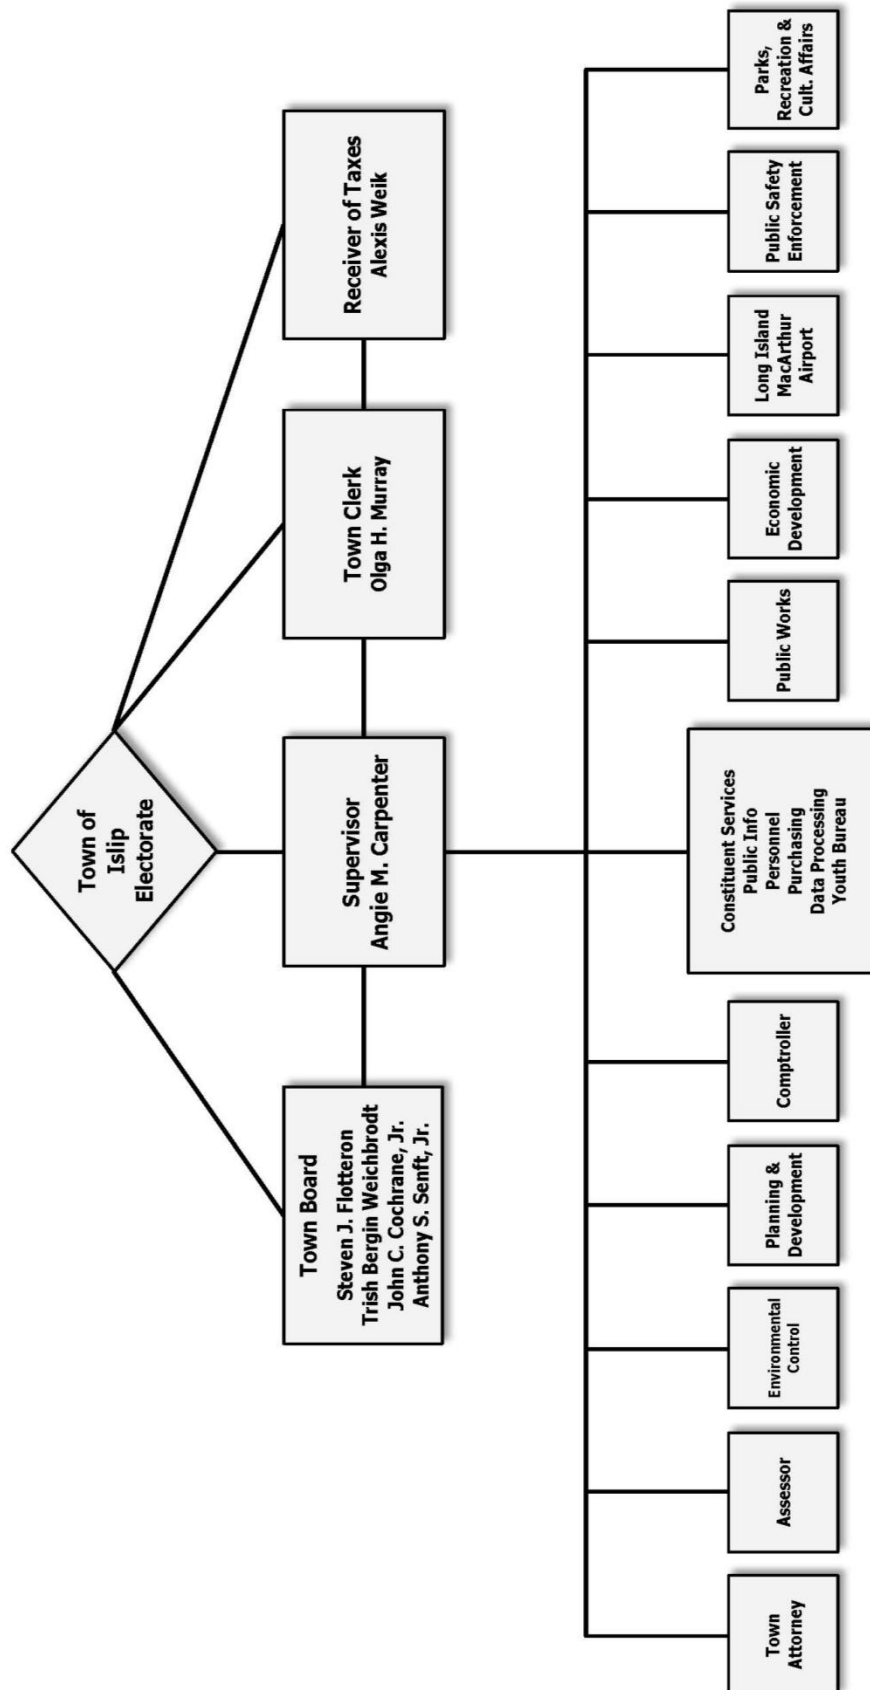 Town of
Islip
Electorate
Town Board
Steven J. Flotteron
Trish Bergin Weichbrodt
John C. Cochrane, Jr.
Anthony S. Senft, Jr.
Supervisor
Angie M. Carpenter
Town Clerk
Olga H. Murray
Receiver of Taxes
Alexis Weik
Town
Attorney
Assessor
Environmental
Control
Planning &
Development
Comptroller
Constituent Services
Public Info
Personnel
Purchasing
Data Processing
Youth Bureau
Public Works
Economic
Development
Long Island
MacArthur
Airport
Public Safety
Enforcement
Parks,
Recreation &
Cult. Affairs